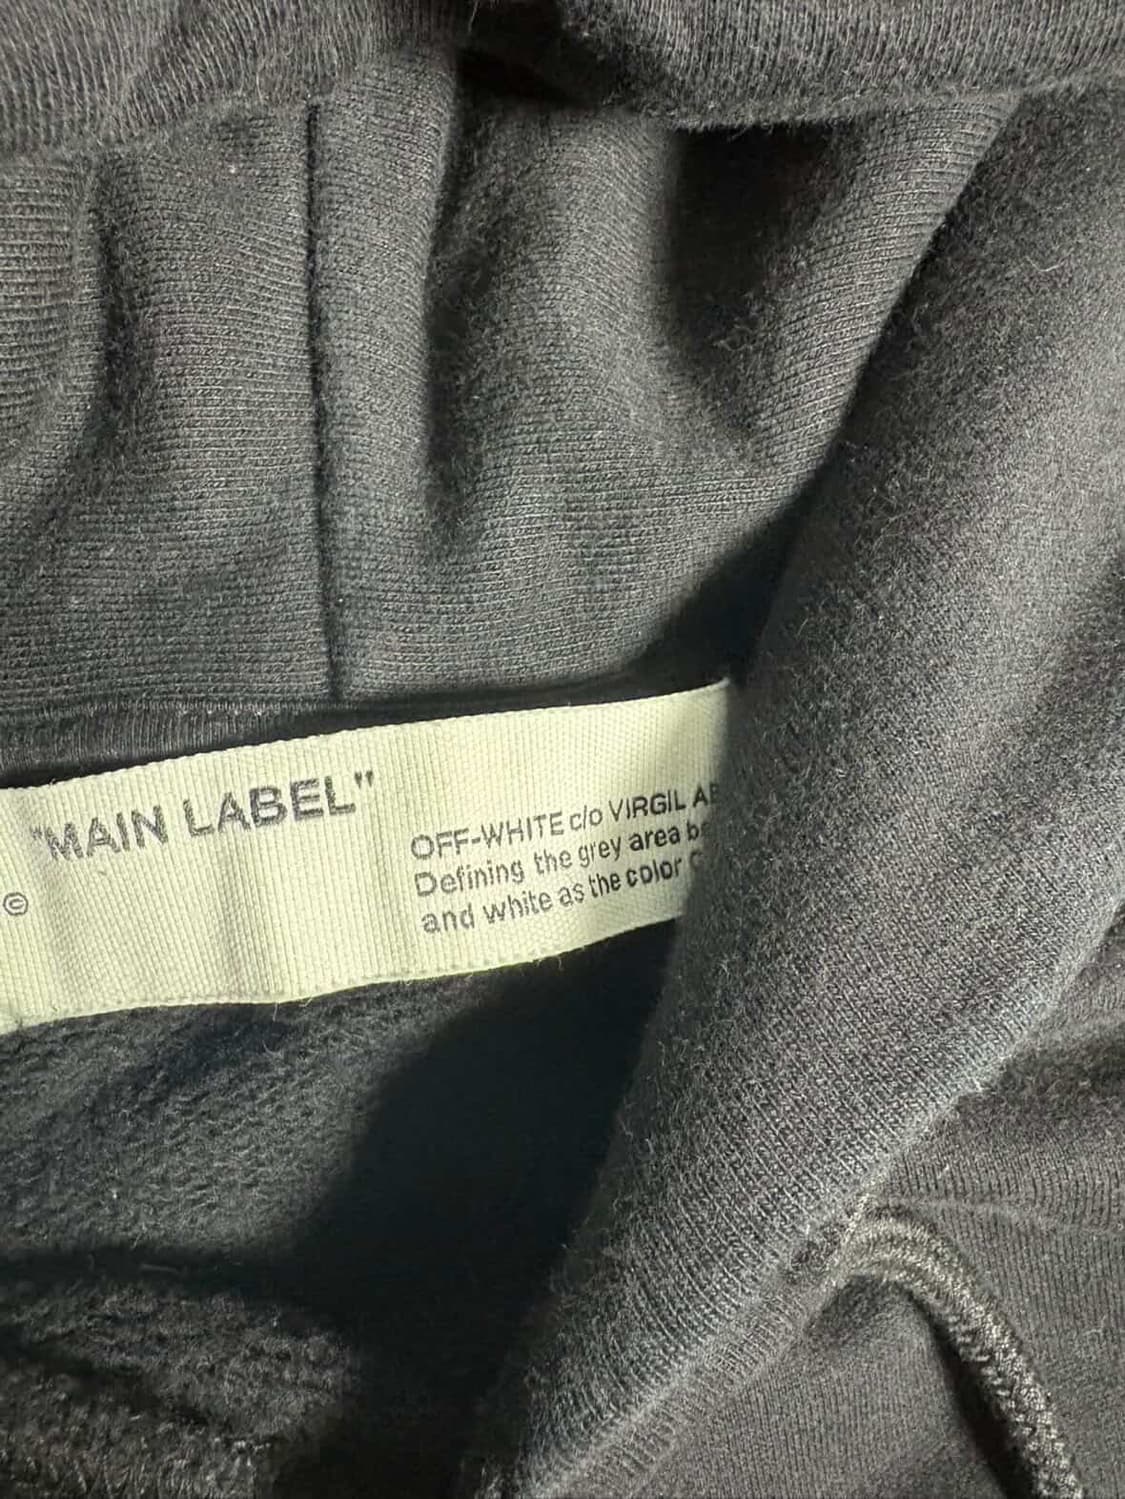 "MAIN LABEL"
OFF-WHITE c/o VIRGIL
Defining the grey area
and white as the color
©